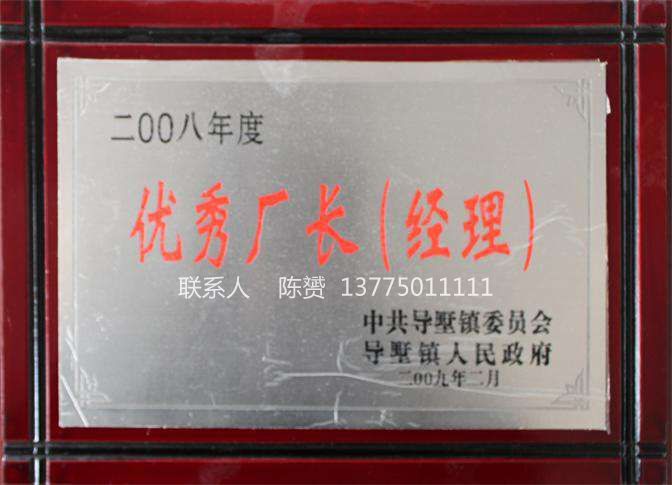 二00八年度
优秀厂长(经理)
联系人 陈赟 13775011111
中共导墅镇委员会
导墅镇人民政府
二00九年二月